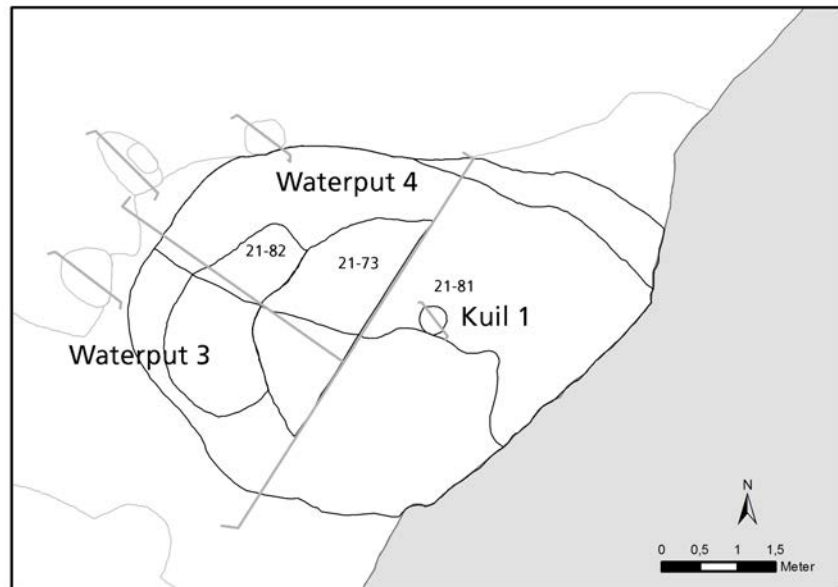 Waterput 4
21-82
21-73
21-81
Kuil 1
Waterput 3
N
0 0,5 1 1,5
Meter